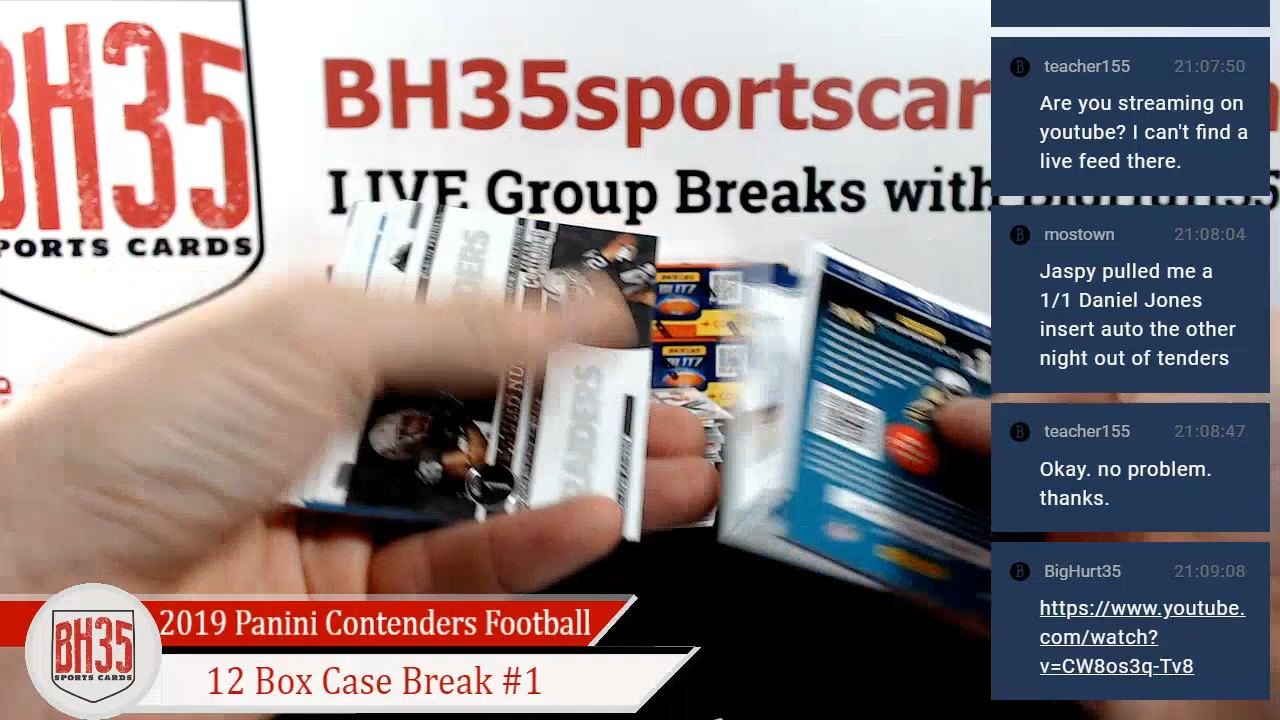 BH35
SPORTS CARDS
BH35sportscar
LIVE Group Breaks with BigHurt35
teacher155 21:07:50
Are you streaming on
youtube? I can't find a
live feed there.
mostown 21:08:04
Jaspy pulled me a
1/1 Daniel Jones
insert auto the other
night out of tenders
teacher155 21:08:47
Okay. no problem.
thanks.
BigHurt35 21:09:08
https://www.youtube.
com/watch?
v=CW8os3q-Tv8
RAIDERS
BLITZ
BLITZ
BH35
SPORTS CARDS
2019 Panini Contenders Football
12 Box Case Break #1